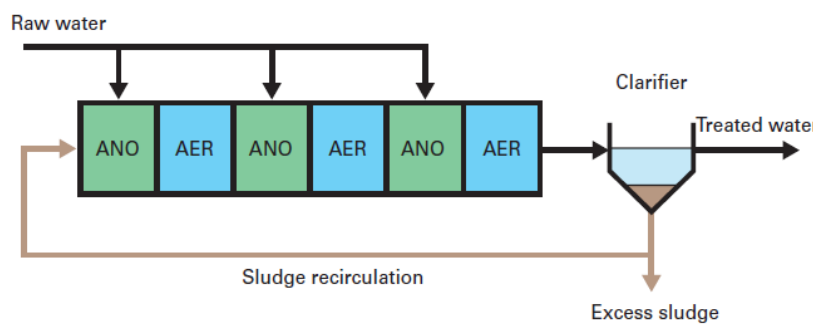 Raw water
Clarifier
Treated water
ANO AER ANO AER ANO AER
Sludge recirculation
Excess sludge